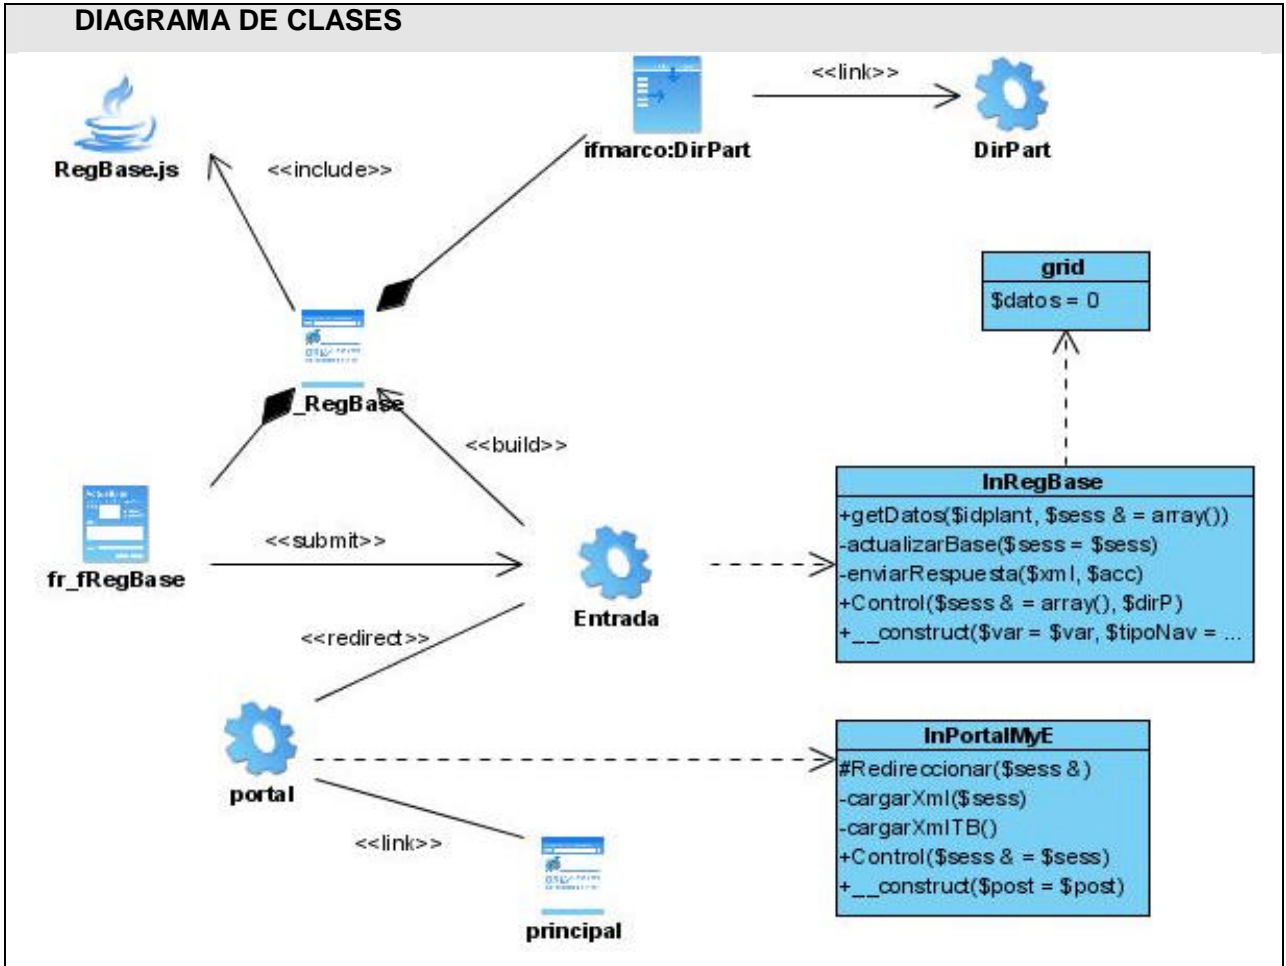 DIAGRAMA DE CLASES
<<link>>
RegBase.js
<<include>>
ifmarco:DirPart
DirPart
grid
$datos = 0
_RegBase
<<build>>
fr_fRegBase
<<submit>>
Entrada
InRegBase
+getDatos($idplant, $sess & = array())
-actualizarBase($sess = $sess)
-enviarRespuesta($xml, $acc)
+Control($sess & = array(), $dirP)
+__construct($var = $var, $tipoNav = ...
<<redirect>>
portal
InPortalMyE
#Redireccionar($sess &)
-cargarXml($sess)
-cargarXmlTB()
+Control($sess & = $sess)
+__construct($post = $post)
<<link>>
principal